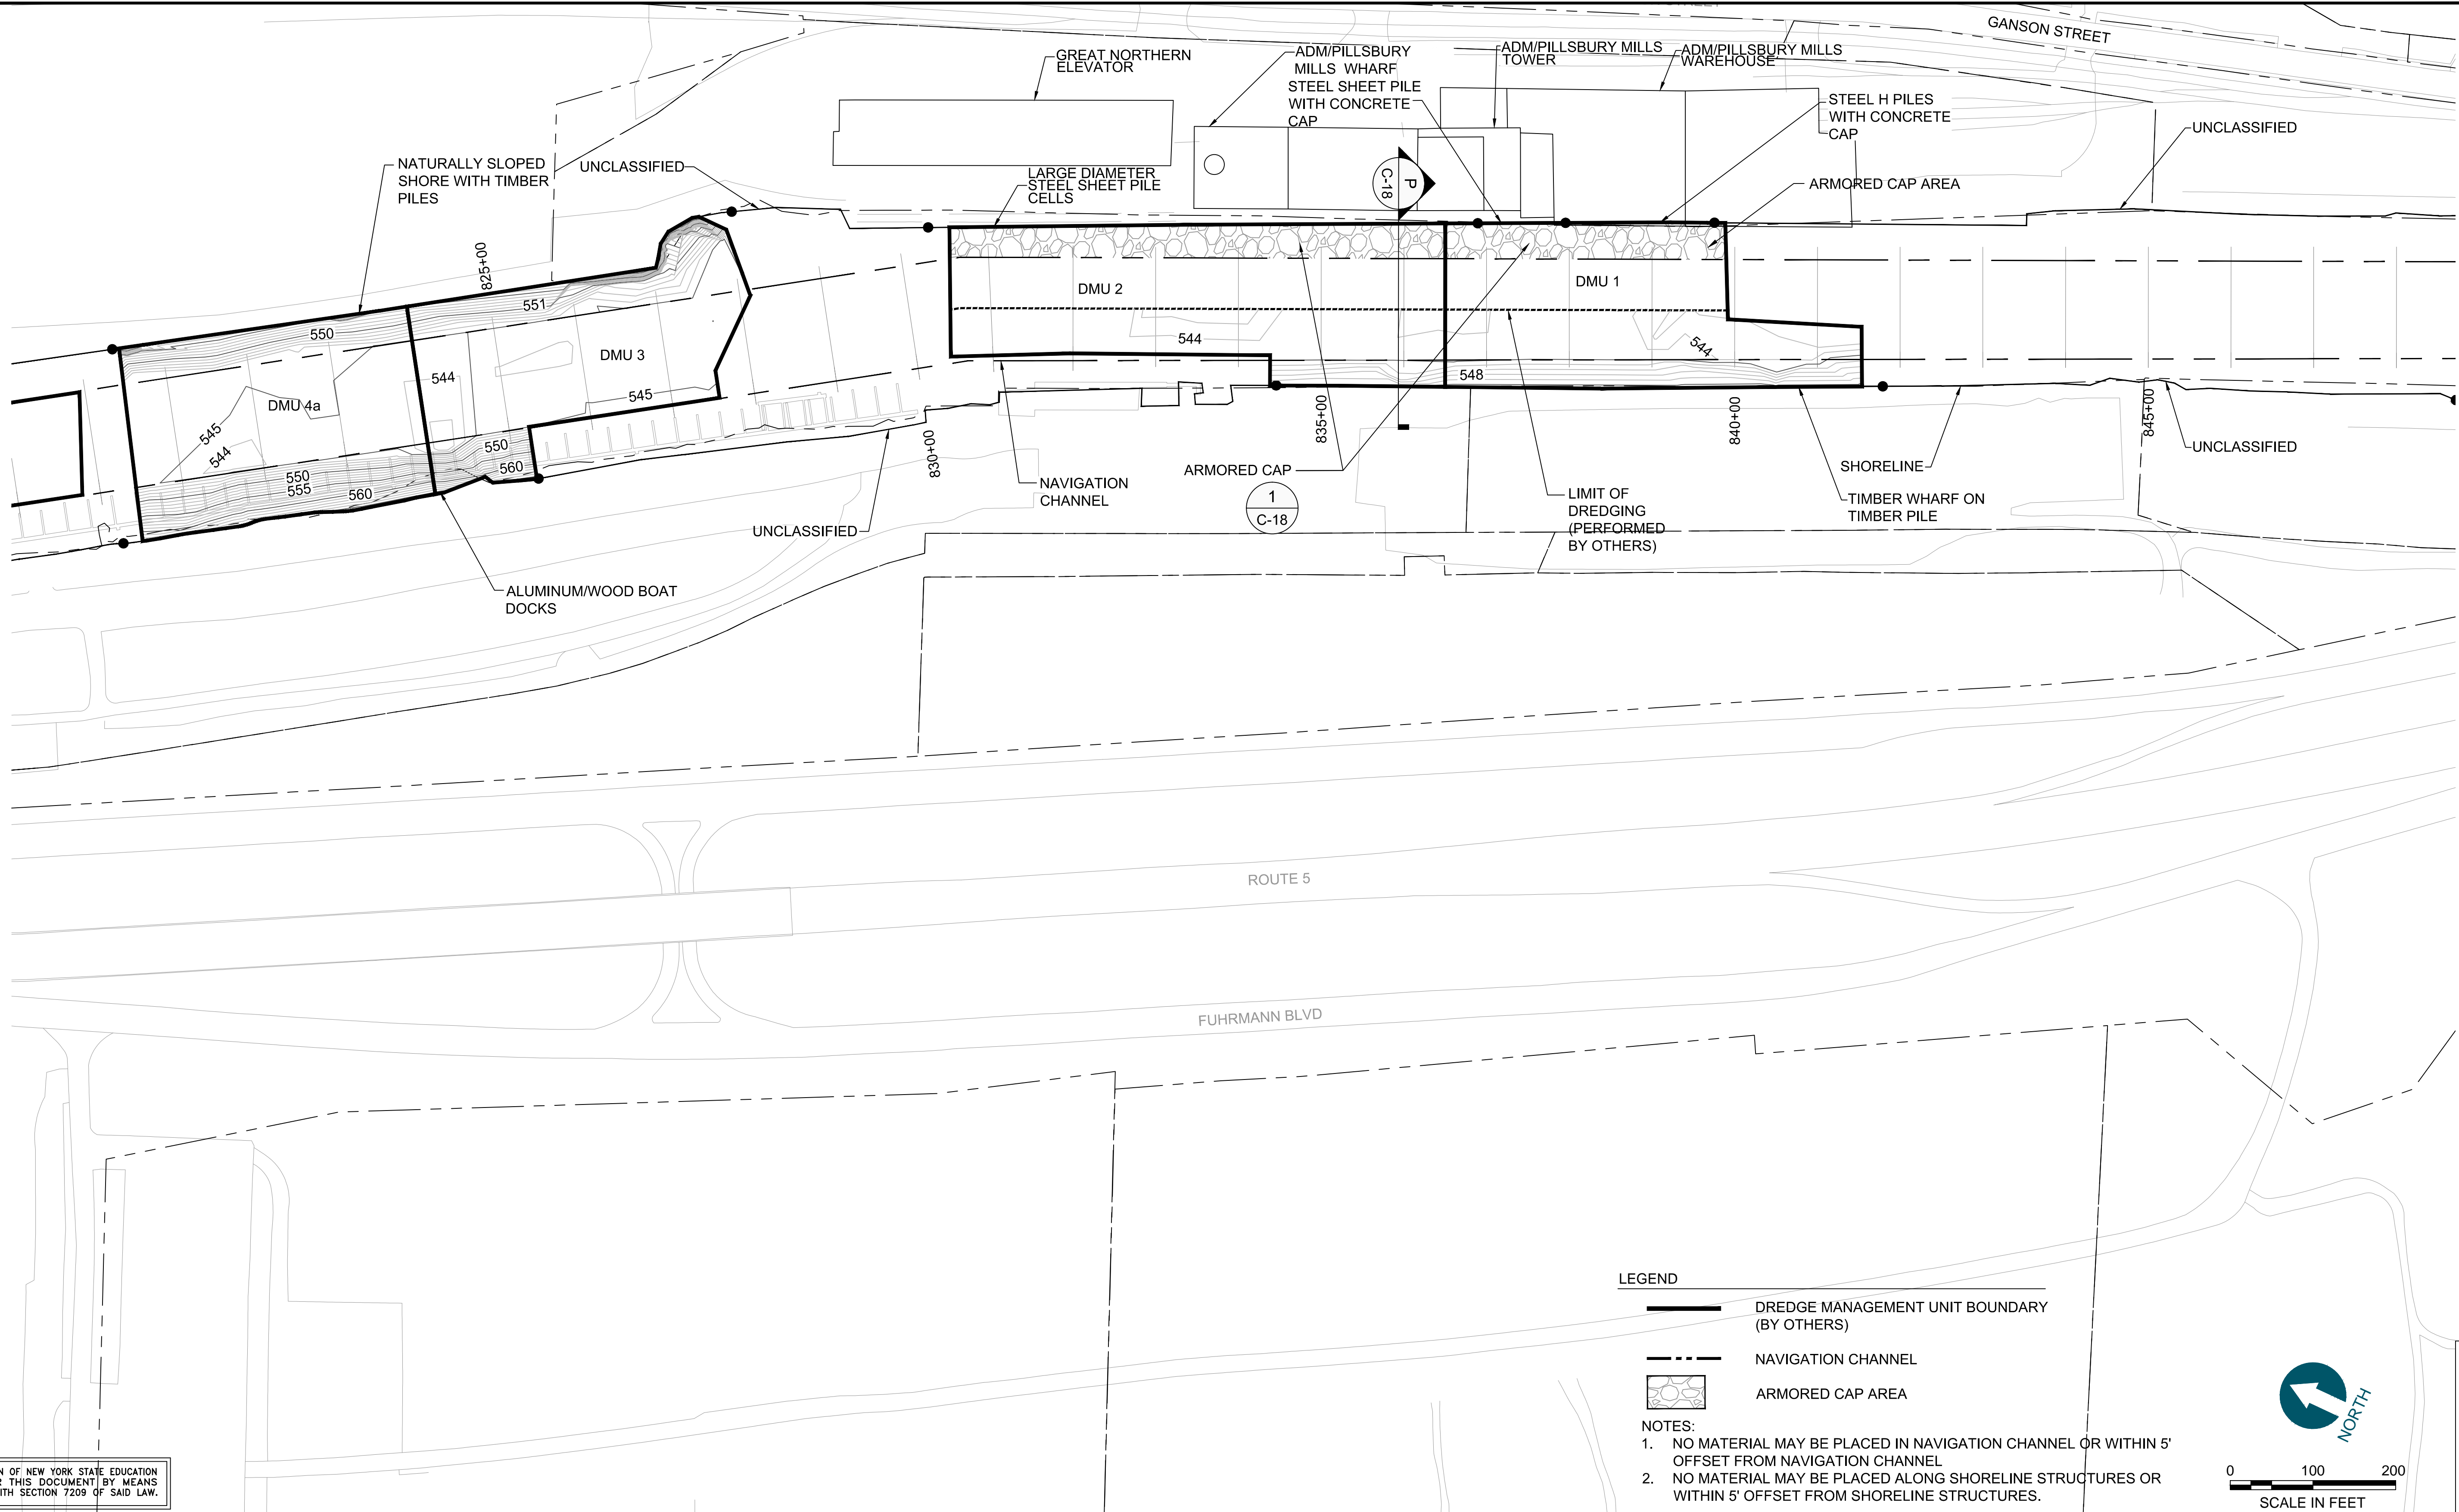 GANSON STREET
GREAT NORTHERN
ELEVATOR
ADM/PILLSBURY
MILLS WHARF
STEEL SHEET PILE
WITH CONCRETE
CAP
ADM/PILLSBURY MILLS
TOWER
ADM/PILLSBURY MILLS
WAREHOUSE
STEEL H PILES
WITH CONCRETE
CAP
UNCLASSIFIED
NATURALLY SLOPED
SHORE WITH TIMBER
PILES
UNCLASSIFIED
LARGE DIAMETER
STEEL SHEET PILE
CELLS
P
C-18
ARMORED CAP AREA
825+00
551
550
DMU 3
544
545
DMU 4a
545
544
550
555
560
550
560
DMU 2
544
DMU 1
544
548
830+00
835+00
840+00
845+00
NAVIGATION
CHANNEL
ARMORED CAP
1
C-18
LIMIT OF
DREDGING
(PERFORMED
BY OTHERS)
SHORELINE
TIMBER WHARF ON
TIMBER PILE
UNCLASSIFIED
UNCLASSIFIED
ALUMINUM/WOOD BOAT
DOCKS
ROUTE 5
FUHRMANN BLVD
LEGEND
DREDGE MANAGEMENT UNIT BOUNDARY
(BY OTHERS)
NAVIGATION CHANNEL
ARMORED CAP AREA
NOTES:
1. NO MATERIAL MAY BE PLACED IN NAVIGATION CHANNEL OR WITHIN 5'
OFFSET FROM NAVIGATION CHANNEL
2. NO MATERIAL MAY BE PLACED ALONG SHORELINE STRUCTURES OR
WITHIN 5' OFFSET FROM SHORELINE STRUCTURES.
NORTH
0 100 200
SCALE IN FEET
OF NEW YORK STATE EDUCATION
THIS DOCUMENT BY MEANS
SECTION 7209 OF SAID LAW.